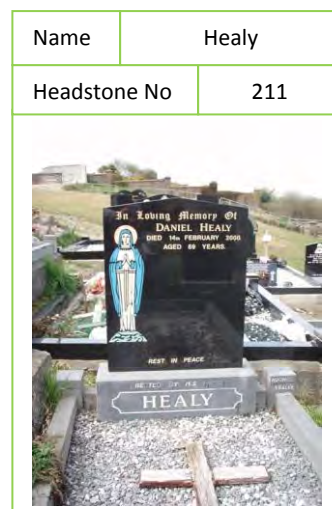 Name Healy
Headstone No 211
In Loving Memory Of
DANIEL HEALY
DIED 14TH FEBRUARY 2000
AGED 89 YEARS
REST IN PEACE
HEALY